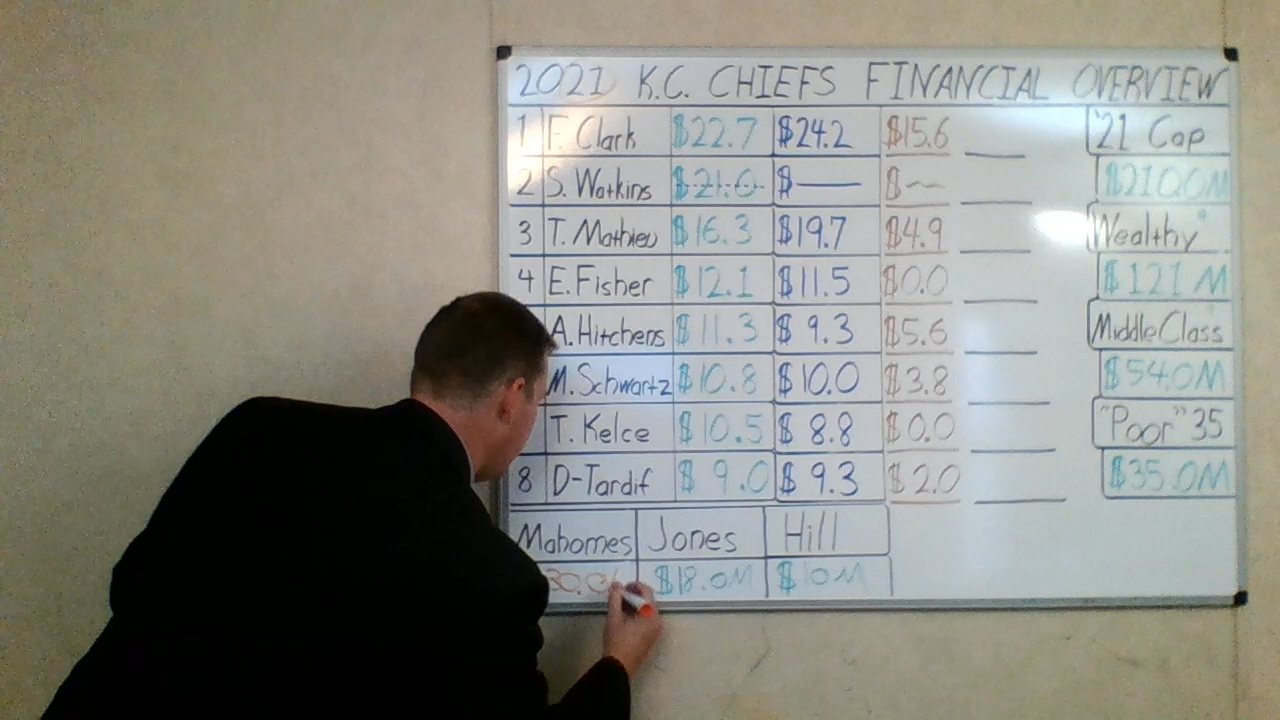 2021 K.C. CHIEFS FINANCIAL OVERVIEW
1 F. Clark $22.7 $24.2 $15.6
2 S. Watkins $21.0 $ $
3 T. Mathieu $16.3 $19.7 $4.9
4 E. Fisher $12.1 $11.5 $0.0
A. Hitchens $11.3 $9.3 $5.6
M. Schwartz $10.8 $10.0 $3.8
T. Kelce $10.5 $8.8 $0.0
8 D-Tardif $9.0 $9.3 $2.0
Mahomes Jones Hill
30.0 $18.0M $10M
'21 Cap
$210.0M
Wealthy"
$121M
Middle Class
$54.0M
"Poor" 35
$35.0M